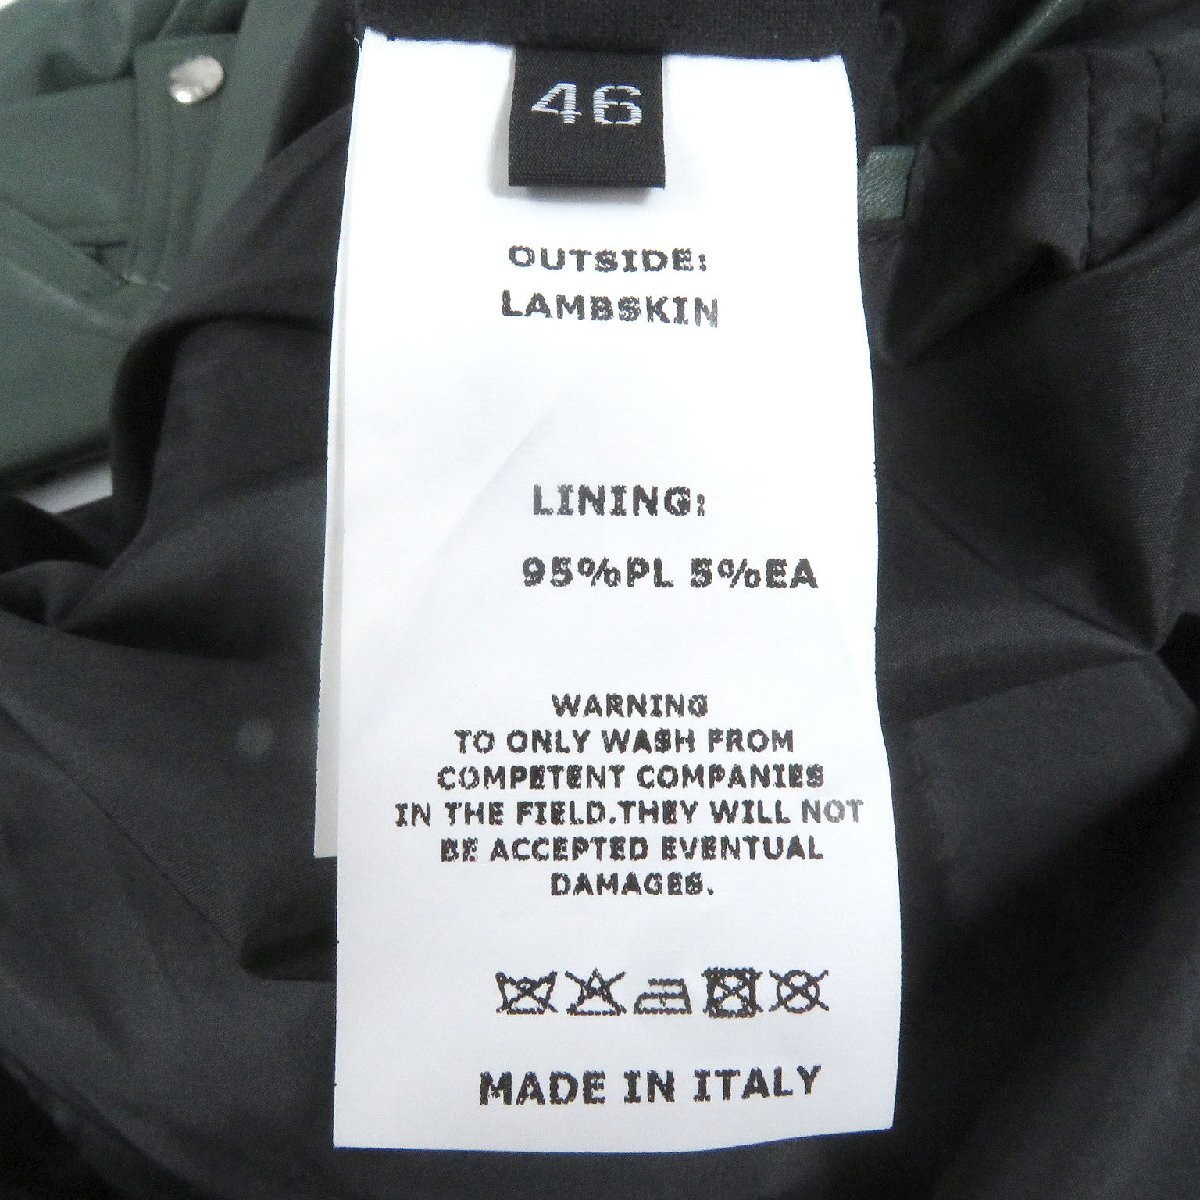 46
OUTSIDE:
LAMBSKIN
LINING:
95%PL 5%EA
WARNING
TO ONLY WASH FROM
COMPETENT COMPANIES
IN THE FIELD.THEY WILL NOT
BE ACCEPTED EVENTUAL
DAMAGES.
MADE IN ITALY